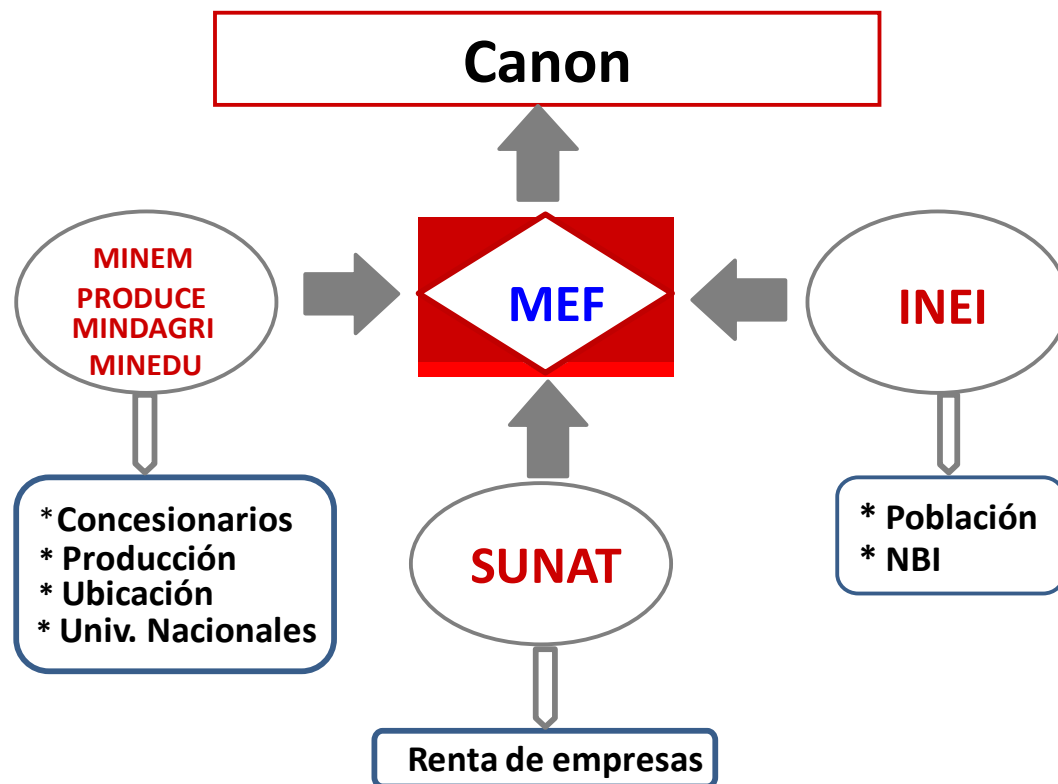 Canon
MINEM
PRODUCE
MINDAGRI
MINEDU
MEF
INEI
* Concesionarios
* Producción
* Ubicación
* Univ. Nacionales
SUNAT
* Población
* NBI
Renta de empresas